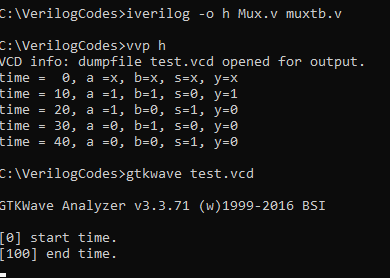 C:\VerilogCodes>iverilog -o h Mux.v muxtb.v
C:\VerilogCodes>vvp h
VCD info: dumpfile test.vcd opened for output.
time =  0, a =x, b=x, s=x, y=x
time = 10, a =1, b=1, s=0, y=1
time = 20, a =1, b=0, s=1, y=0
time = 30, a =0, b=1, s=0, y=0
time = 40, a =0, b=0, s=1, y=0
C:\VerilogCodes>gtkwave test.vcd
GTKWave Analyzer v3.3.71 (w)1999-2016 BSI
[0] start time.
[100] end time.